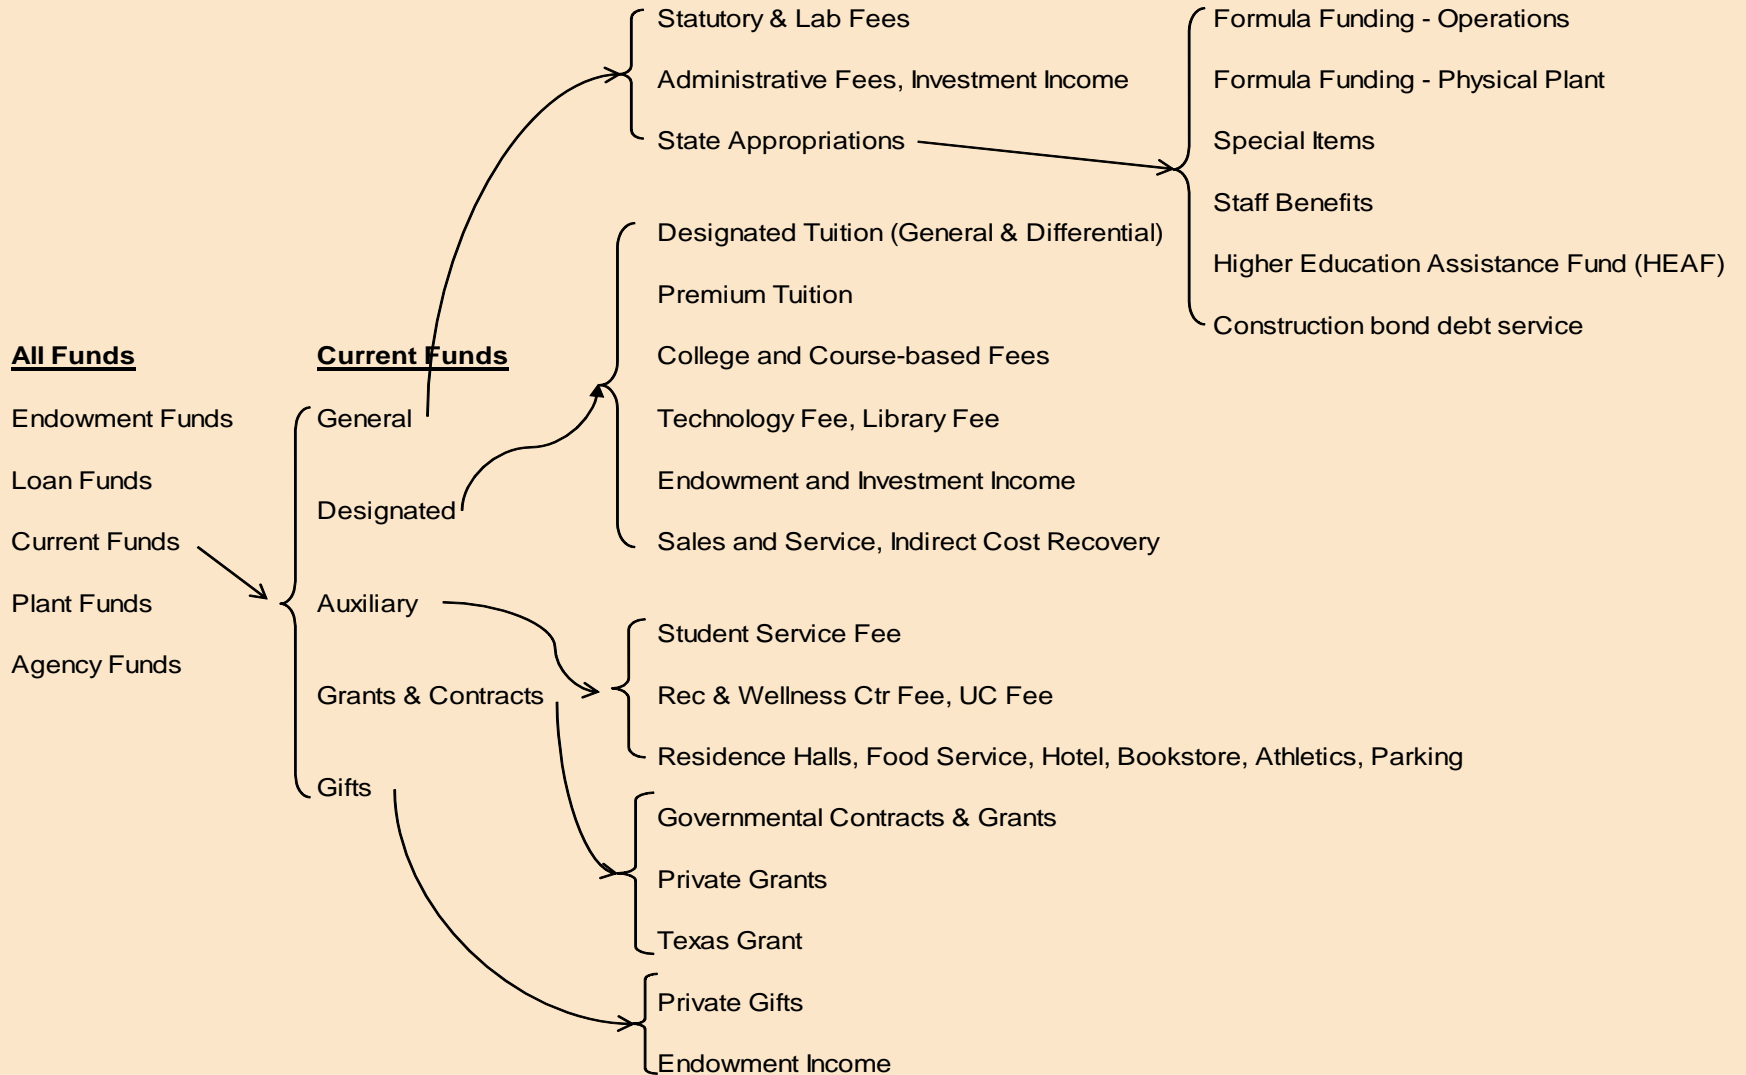 Statutory & Lab Fees
Administrative Fees, Investment Income
State Appropriations
Formula Funding - Operations
Formula Funding - Physical Plant
Special Items
Staff Benefits
Higher Education Assistance Fund (HEAF)
Construction bond debt service
Designated Tuition (General & Differential)
Premium Tuition
College and Course-based Fees
Technology Fee, Library Fee
Endowment and Investment Income
Sales and Service, Indirect Cost Recovery
All Funds
Endowment Funds
Loan Funds
Current Funds
Plant Funds
Agency Funds
Current Funds
General
Designated
Auxiliary
Grants & Contracts
Gifts
Student Service Fee
Rec & Wellness Ctr Fee, UC Fee
Residence Halls, Food Service, Hotel, Bookstore, Athletics, Parking
Governmental Contracts & Grants
Private Grants
Texas Grant
Private Gifts
Endowment Income